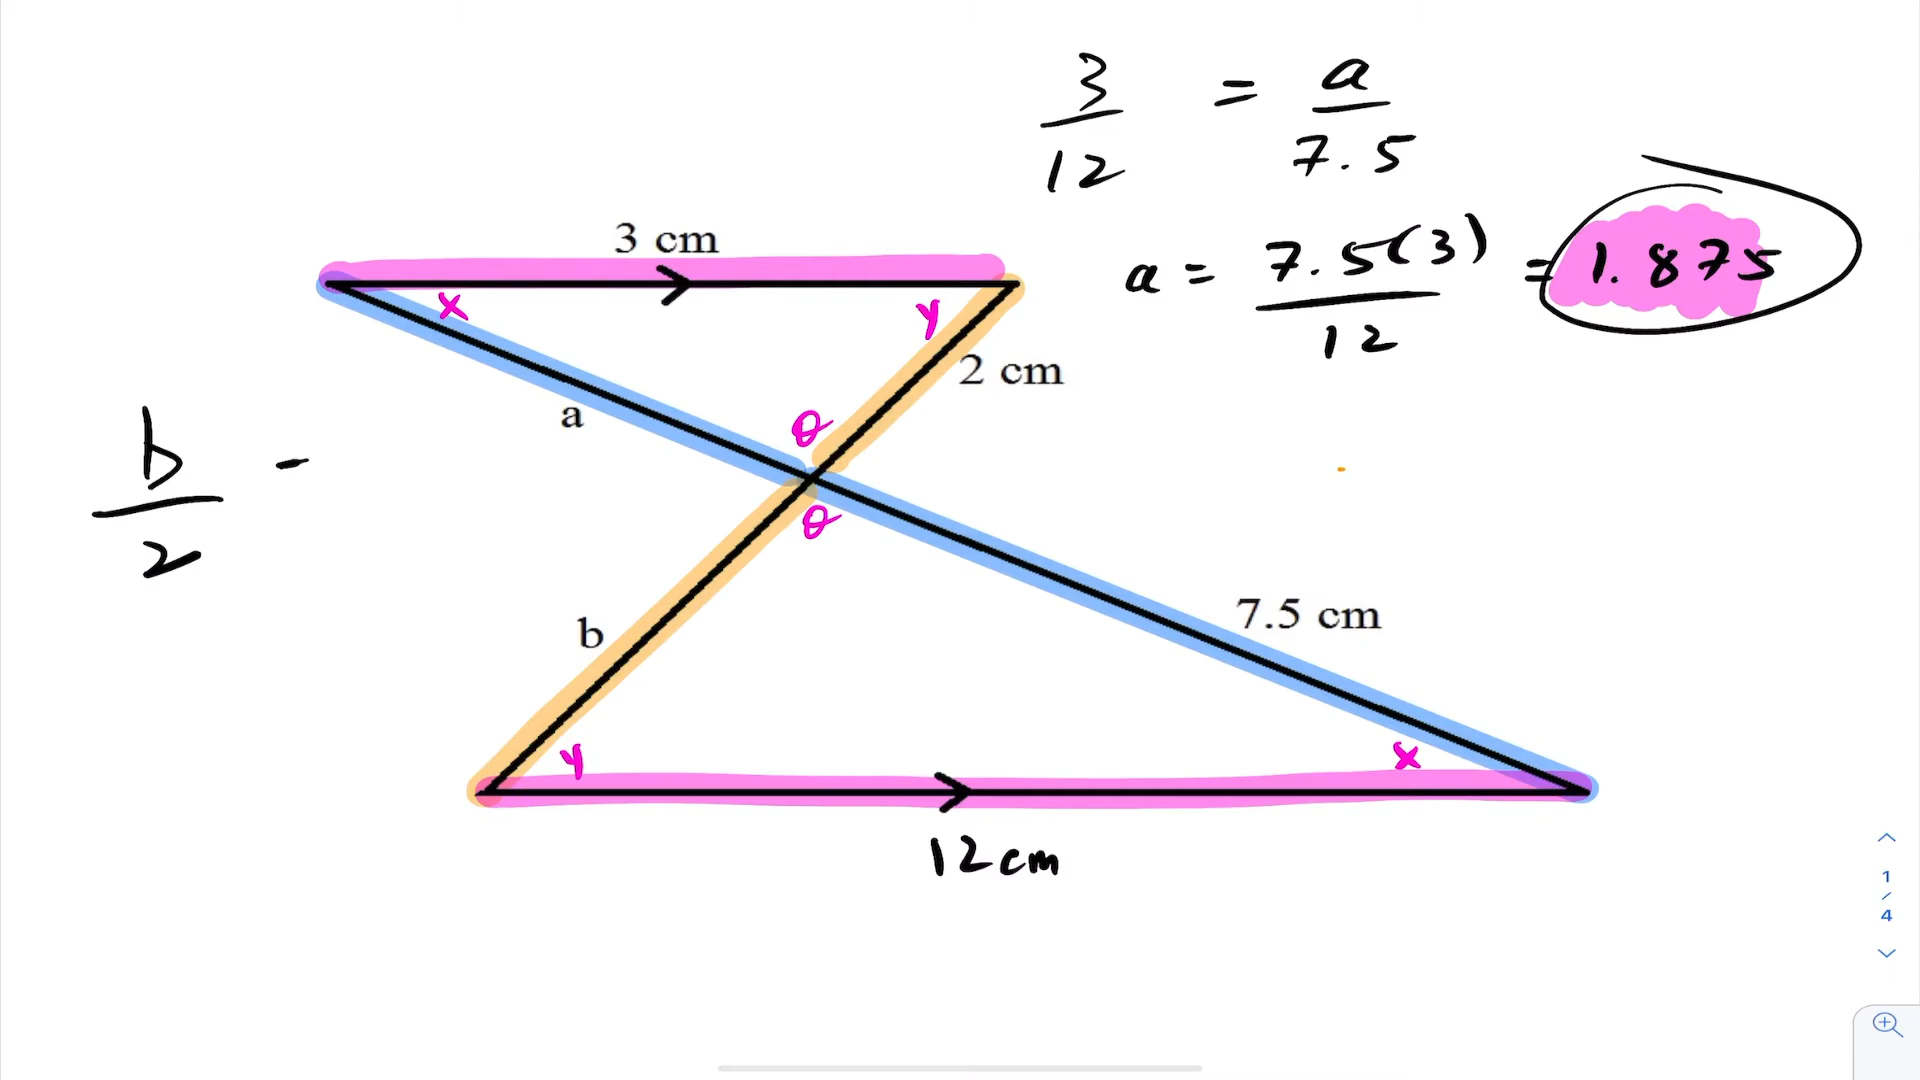 3/12 = a/7.5
a = 7.5(3)/12 = 1.875
3 cm
x y
2 cm
a
θ
b/2 -
θ
7.5 cm
b
y x
12cm
1
/
4